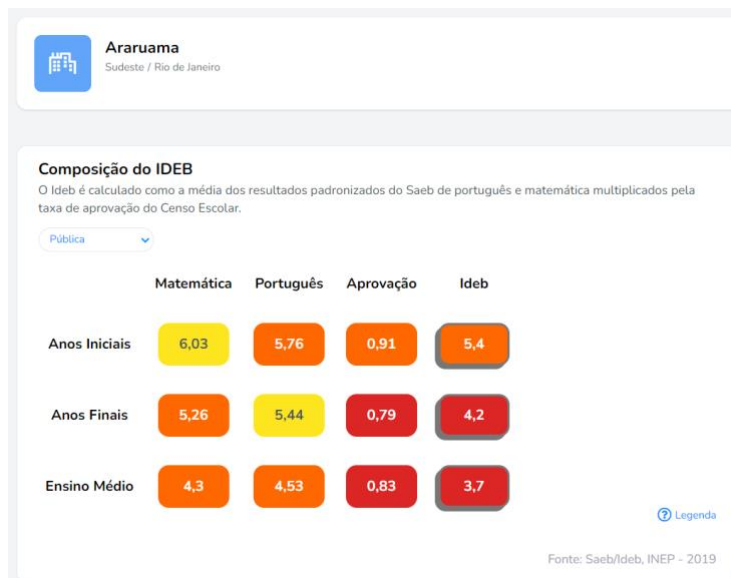 Araruama
Sudeste / Rio de Janeiro
Composição do IDEB
O Ideb é calculado como a média dos resultados padronizados do Saeb de português e matemática multiplicados pela
taxa de aprovação do Censo Escolar.
Pública
Matemática Português Aprovação Ideb
Anos Iniciais 6,03 5,76 0,91 5,4
Anos Finais 5,26 5,44 0,79 4,2
Ensino Médio 4,3 4,53 0,83 3,7
? Legenda
Fonte: Saeb/Ideb, INEP - 2019